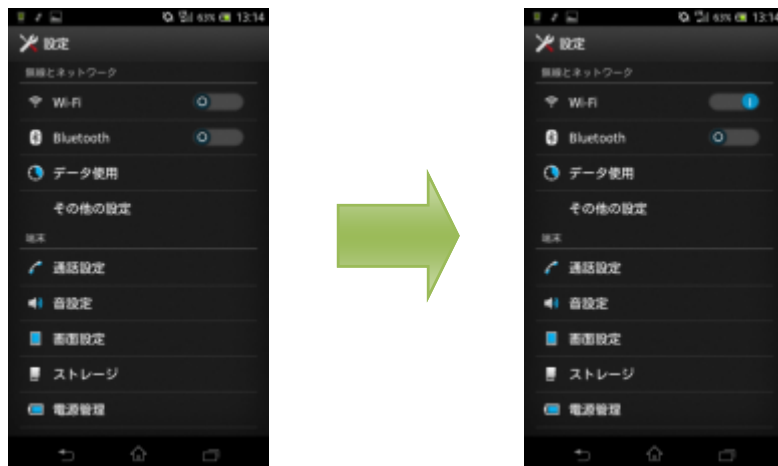 63% 13:14
設定
無線とネットワーク
Wi-Fi
Bluetooth
データ使用
その他の設定
端末
通話設定
音設定
画面設定
ストレージ
電源管理
63% 13:14
設定
無線とネットワーク
Wi-Fi
Bluetooth
データ使用
その他の設定
端末
通話設定
音設定
画面設定
ストレージ
電源管理